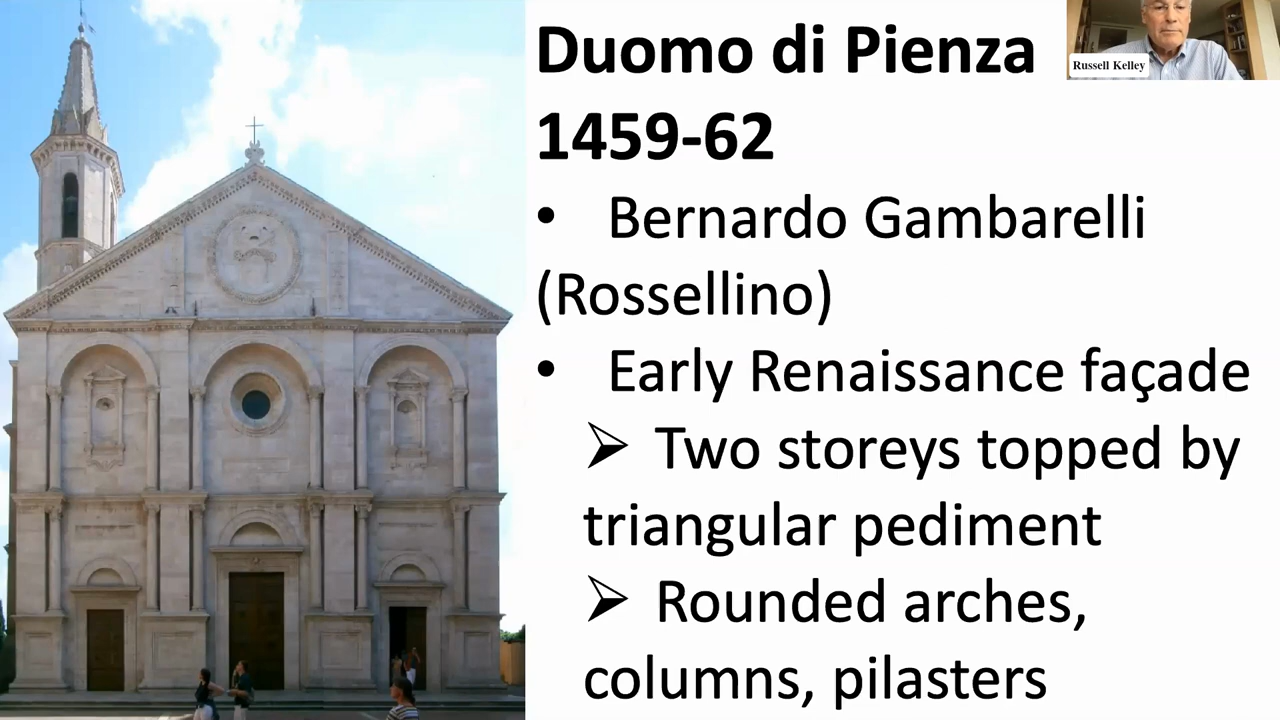 Duomo di Pienza
Russell Kelley
1459-62
• Bernardo Gambarelli
(Rossellino)
• Early Renaissance façade
➢ Two storeys topped by
triangular pediment
➢ Rounded arches,
columns, pilasters